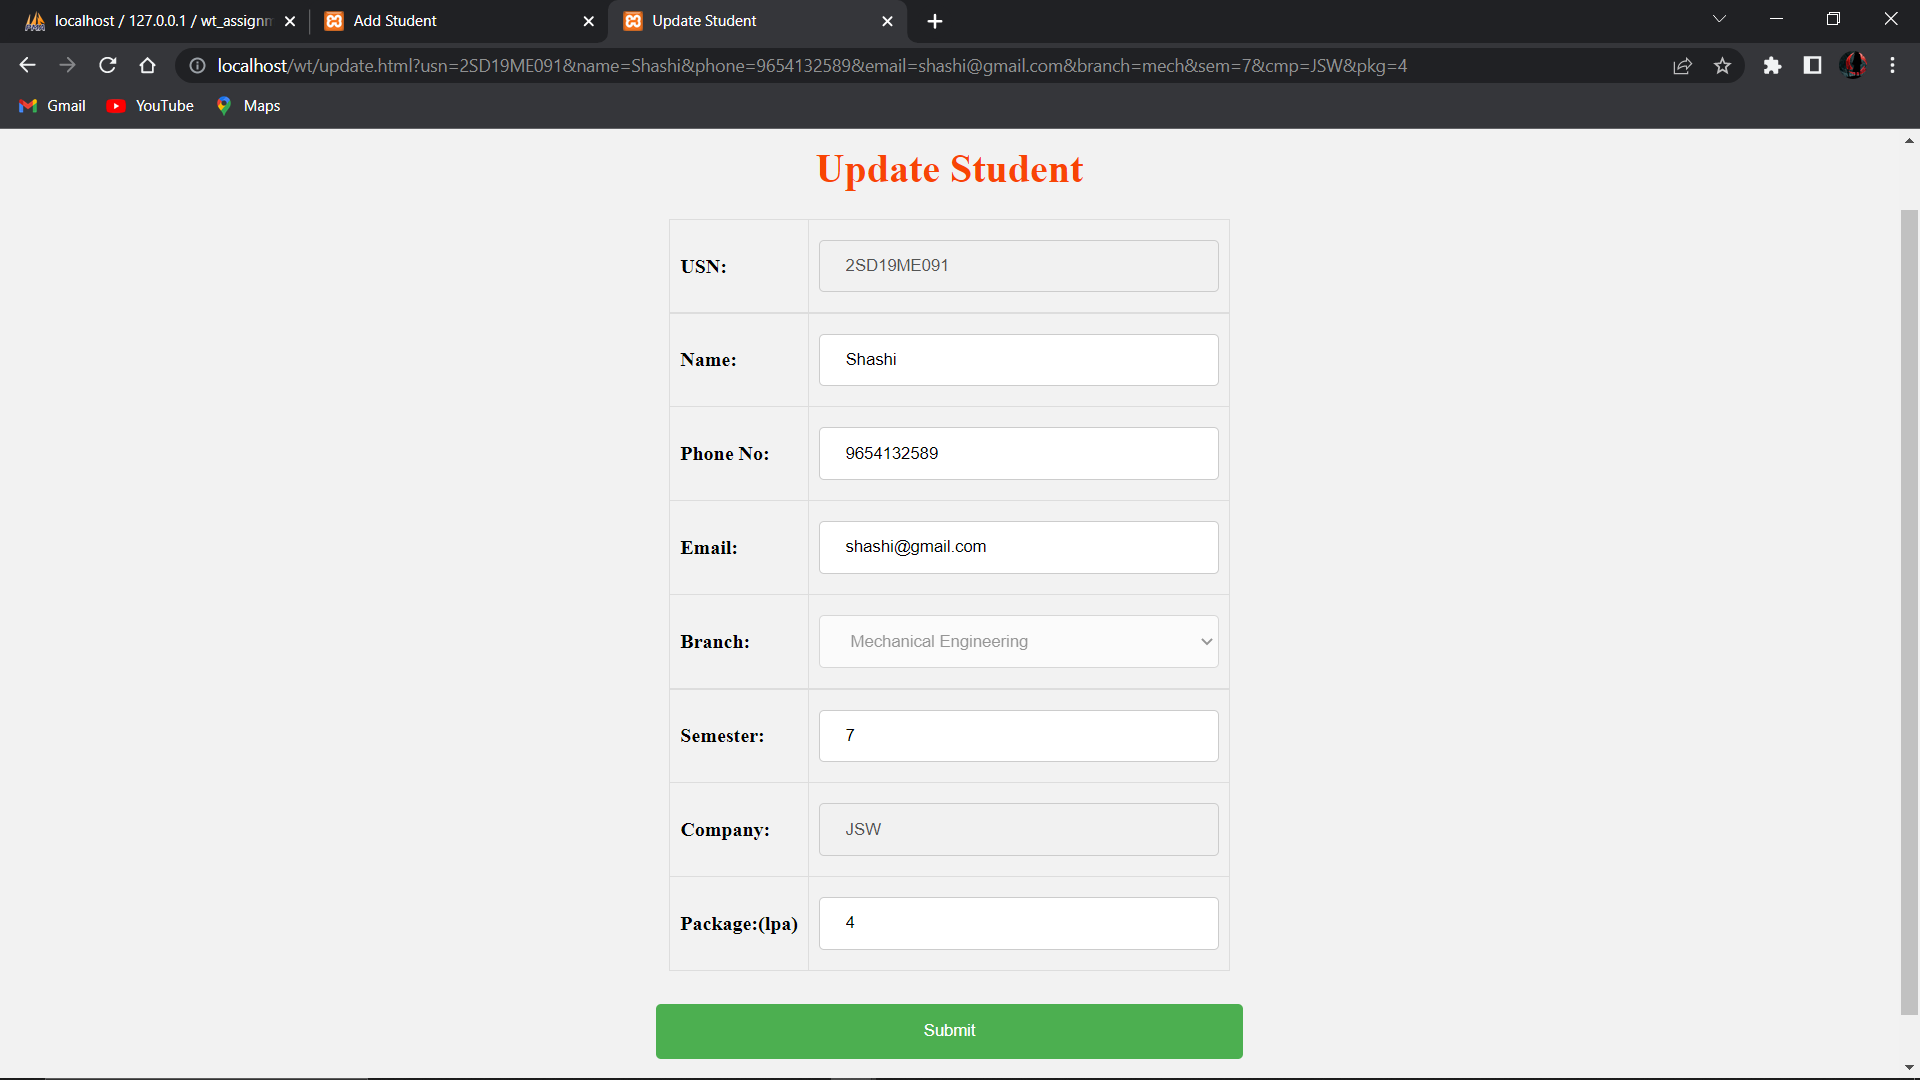 localhost / 127.0.0.1 / wt_assignm
Add Student
Update Student
localhost/wt/update.html?usn=2SD19ME091&name=Shashi&phone=9654132589&email=shashi@gmail.com&branch=mech&sem=7&cmp=JSW&pkg=4
Gmail YouTube Maps
Update Student
USN: 2SD19ME091
Name: Shashi
Phone No: 9654132589
Email: shashi@gmail.com
Branch: Mechanical Engineering
Semester: 7
Company: JSW
Package:(lpa) 4
Submit